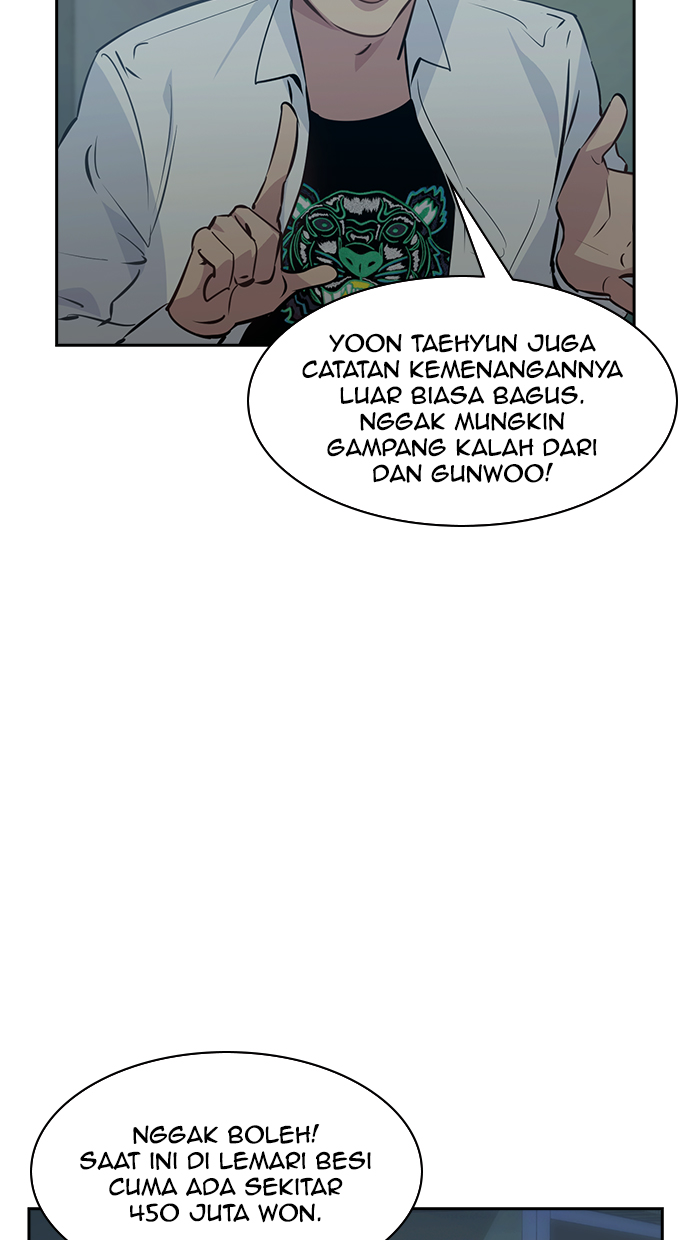 YOON TAEHYUN JUGA
CATATAN KEMENANGANNYA
LUAR BIASA BAGUS.
NGGAK MUNGKIN
GAMPANG KALAH DARI
DAN GUNWOO!
NGGAK BOLEH!
SAAT INI DI LEMARI BESI
CUMA ADA SEKITAR
450 JUTA WON.